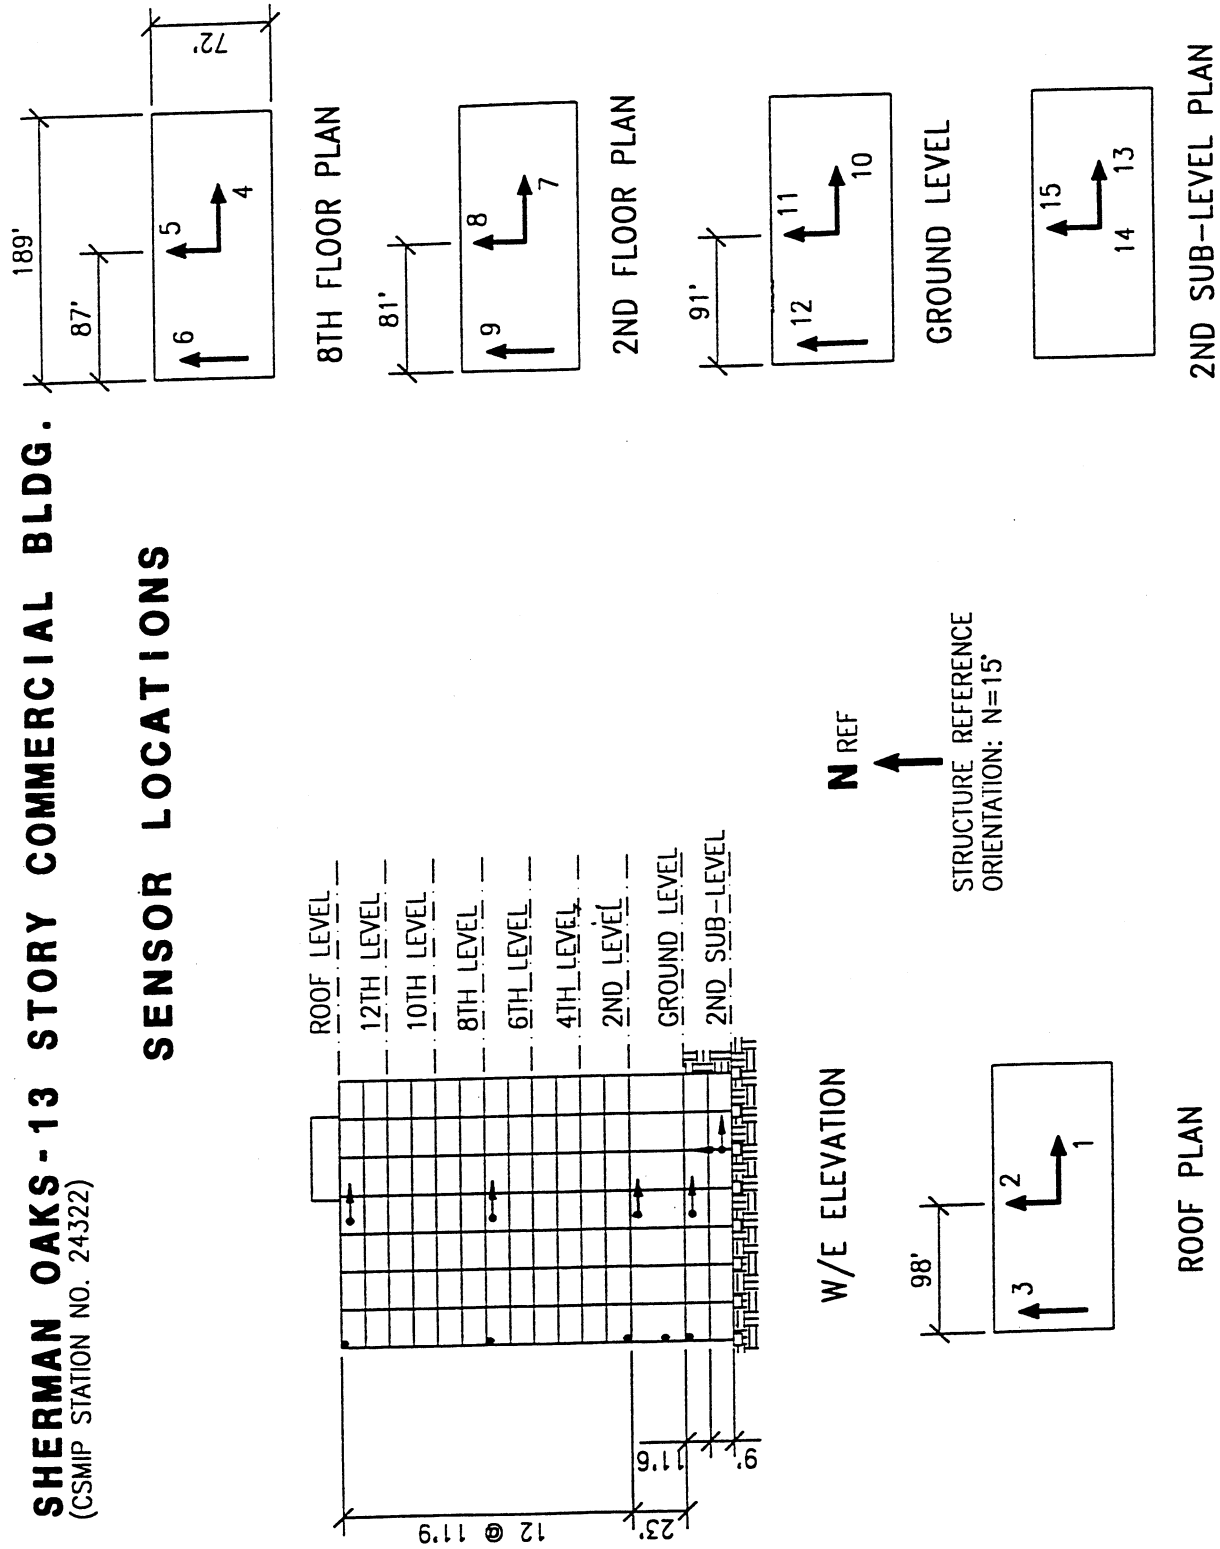 SHERMAN OAKS - 13 STORY COMMERCIAL BLDG.
(CSMIP STATION NO. 24322)
SENSOR LOCATIONS
ROOF LEVEL
12TH LEVEL
10TH LEVEL
8TH LEVEL
6TH LEVEL
4TH LEVEL
2ND LEVEL
GROUND LEVEL
2ND SUB-LEVEL
12 @ 11'9
23'
11'6
9'
W/E ELEVATION
N REF
STRUCTURE REFERENCE
ORIENTATION: N=15°
98'
3
2
1
ROOF PLAN
189'
87'
72'
6
5
4
8TH FLOOR PLAN
81'
9
8
7
2ND FLOOR PLAN
91'
12
11
10
GROUND LEVEL
15
14
13
2ND SUB-LEVEL PLAN